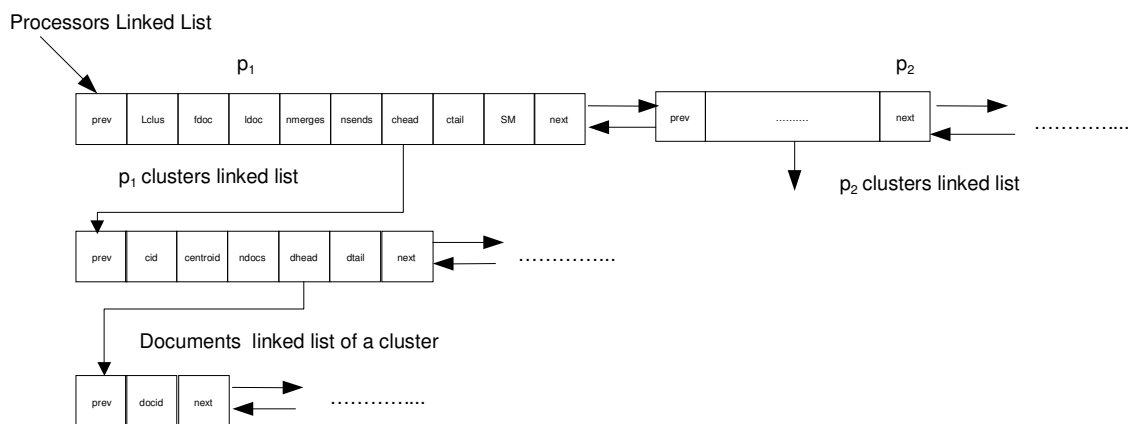 Processors Linked List
p₁
p₂
prev Lclus fdoc ldoc nmerges nsends chead ctail SM next
prev .......... next
................
p₁ clusters linked list
p₂ clusters linked list
prev cid centroid ndocs dhead dtail next
................
Documents linked list of a cluster
prev docid next
................